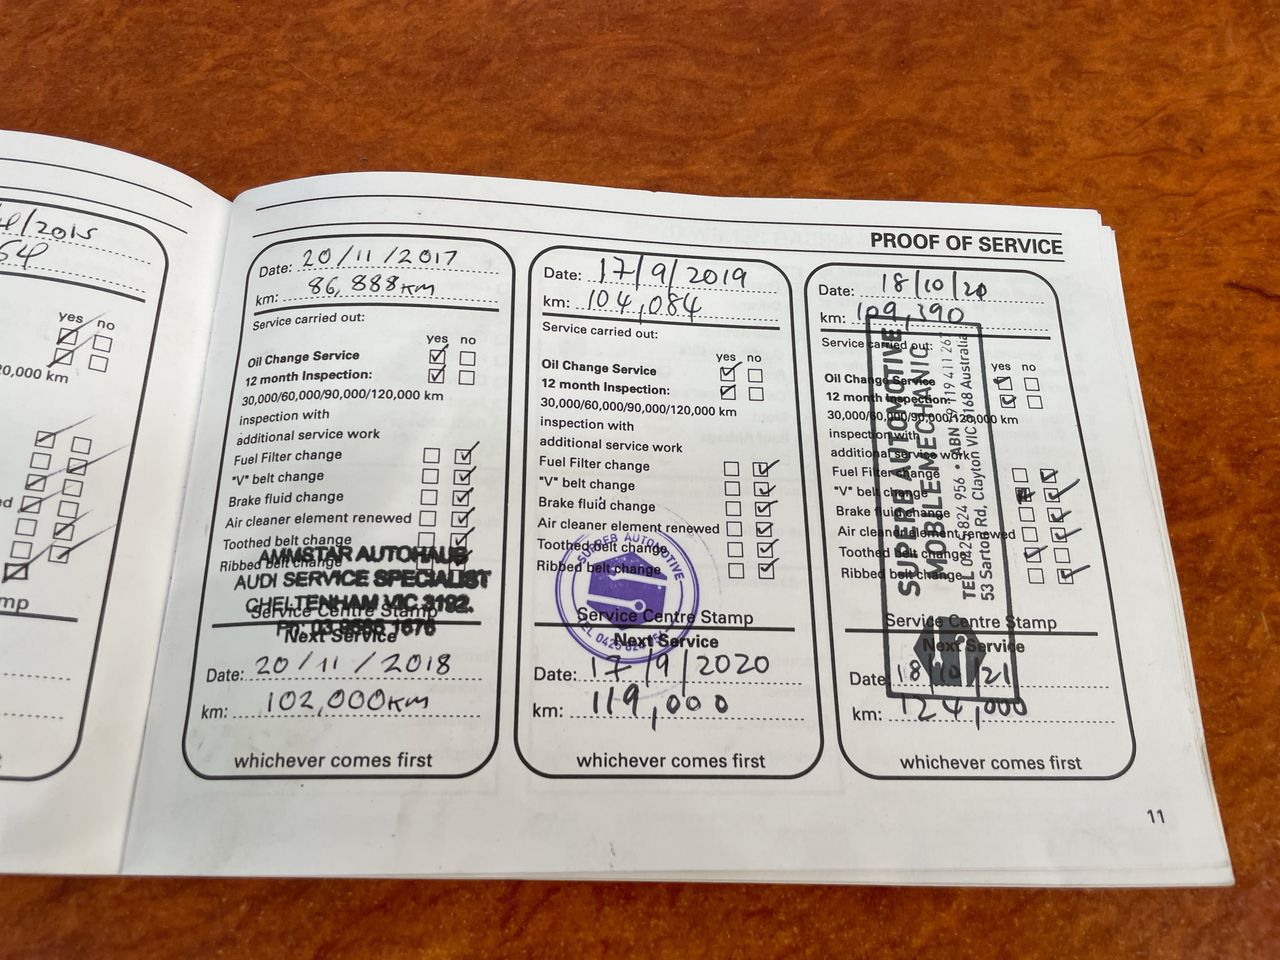 /2015
yes no
20,000 km
PROOF OF SERVICE
Date: 20/11/2017
km: 86,888KM
Service carried out:
yes no
Oil Change Service
12 month Inspection:
30,000/60,000/90,000/120,000 km
inspection with
additional service work
Fuel Filter change
"V" belt change
Brake fluid change
Air cleaner element renewed
Toothed belt change
Ribbed belt change
AMMSTAR AUTOHAUS
AUDI SERVICE SPECIALIST
CHELTENHAM VIC 3192.
Service Centre Stamp
Next Service
Date: 20/11/2018
km: 102,000KM
whichever comes first
Date: 17/9/2019
km: 104,084
Service carried out:
yes no
Oil Change Service
12 month Inspection:
30,000/60,000/90,000/120,000 km
inspection with
additional service work
Fuel Filter change
"V" belt change
Brake fluid change
Air cleaner element renewed
Toothed belt change
Ribbed belt change
AUTOMOTIVE
Service Centre Stamp
Next Service
Date: 17/9/2020
km: 119,000
whichever comes first
Date: 18/10/20
km: 109,390
Service carried out:
yes no
Oil Change Service
12 month Inspection:
30,000/60,000/90,000/120,000 km
inspection with
additional service work
Fuel Filter change
"V" belt change
Brake fluid change
Air cleaner element renewed
Toothed belt change
Ribbed belt change
SUPREB AUTOMOTIVE
MOBILE MECHANIC
53 Sarton Rd, Clayton VIC 3168 Australia
Service Centre Stamp
Next Service
Date: 18/10/21
km: 124,000
whichever comes first
11